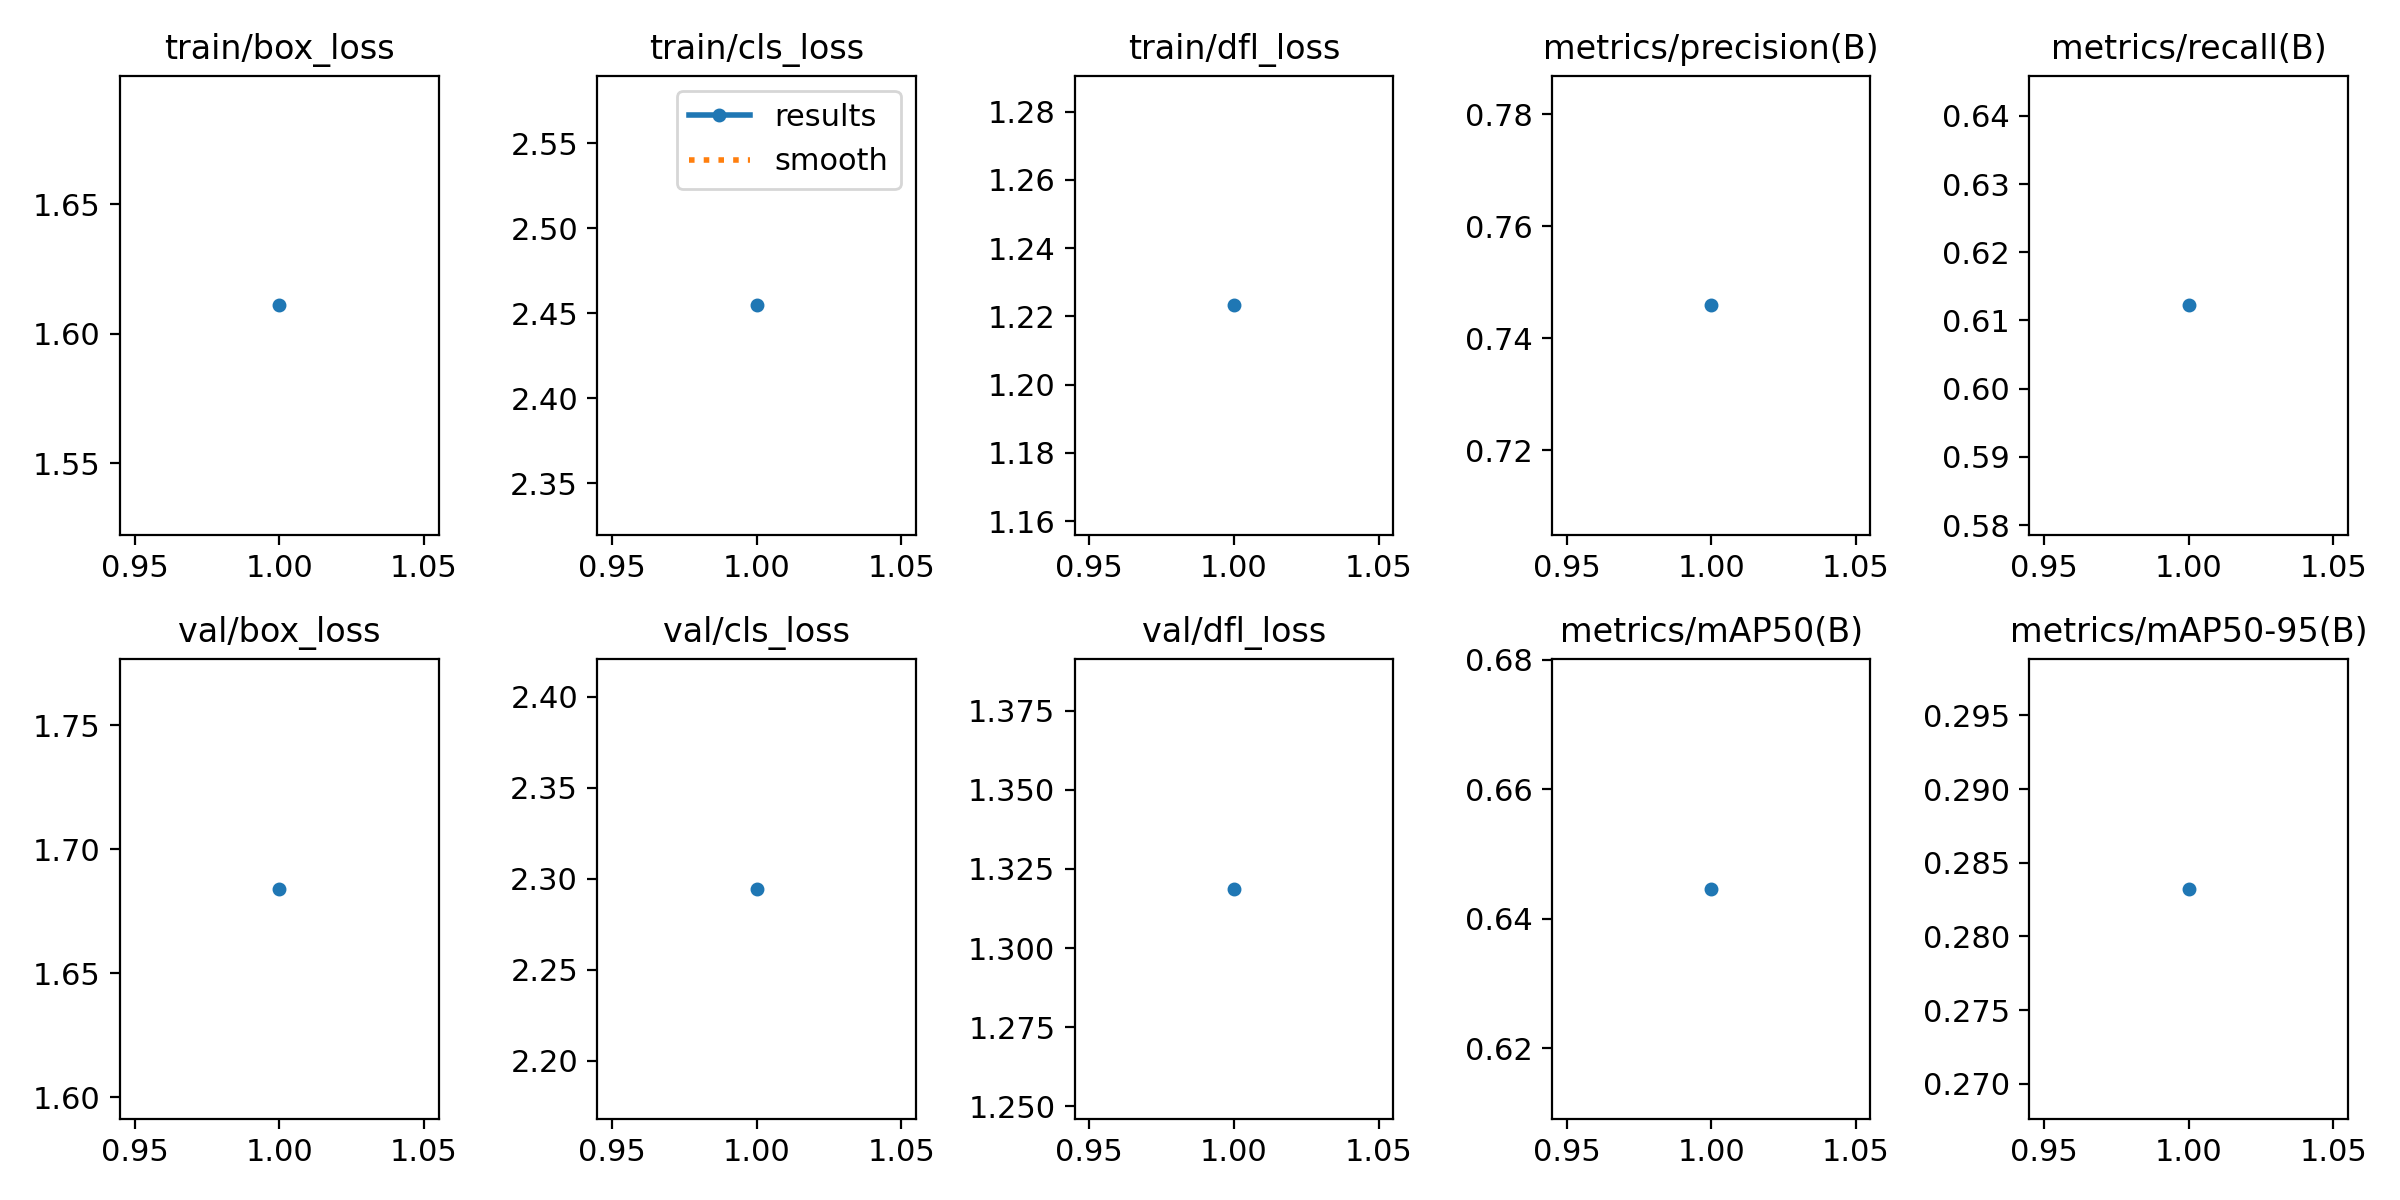 train/box_loss
1.65
1.60
1.55
0.95 1.00 1.05
train/cls_loss
results
smooth
2.55
2.50
2.45
2.40
2.35
0.95 1.00 1.05
train/dfl_loss
1.28
1.26
1.24
1.22
1.20
1.18
1.16
0.95 1.00 1.05
metrics/precision(B)
0.78
0.76
0.74
0.72
0.95 1.00 1.05
metrics/recall(B)
0.64
0.63
0.62
0.61
0.60
0.59
0.58
0.95 1.00 1.05
val/box_loss
1.75
1.70
1.65
1.60
0.95 1.00 1.05
val/cls_loss
2.40
2.35
2.30
2.25
2.20
0.95 1.00 1.05
val/dfl_loss
1.375
1.350
1.325
1.300
1.275
1.250
0.95 1.00 1.05
metrics/mAP50(B)
0.68
0.66
0.64
0.62
0.95 1.00 1.05
metrics/mAP50-95(B)
0.295
0.290
0.285
0.280
0.275
0.270
0.95 1.00 1.05